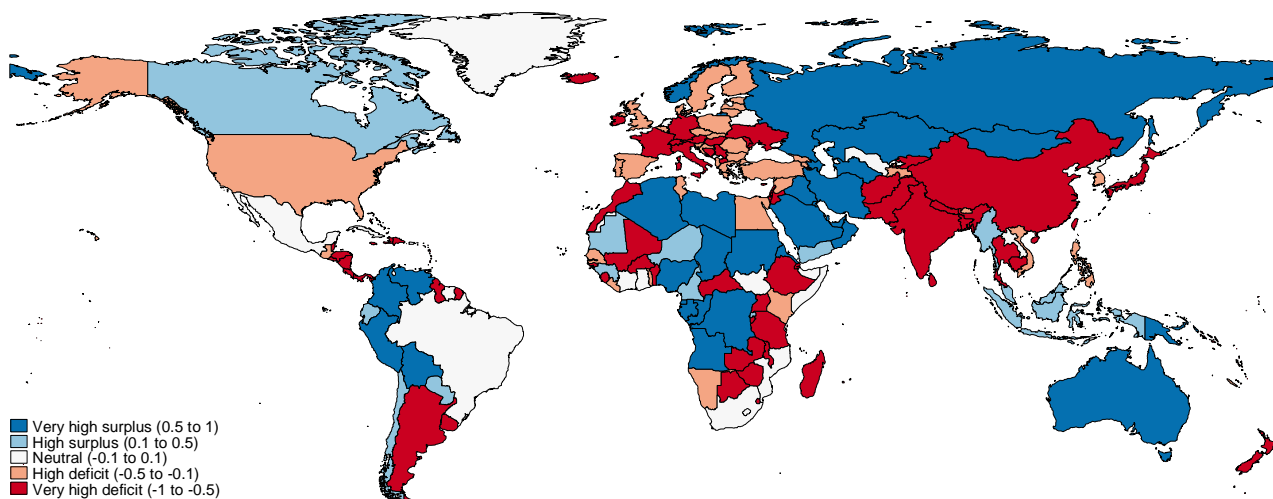 Very high surplus (0.5 to 1)
High surplus (0.1 to 0.5)
Neutral (-0.1 to 0.1)
High deficit (-0.5 to -0.1)
Very high deficit (-1 to -0.5)